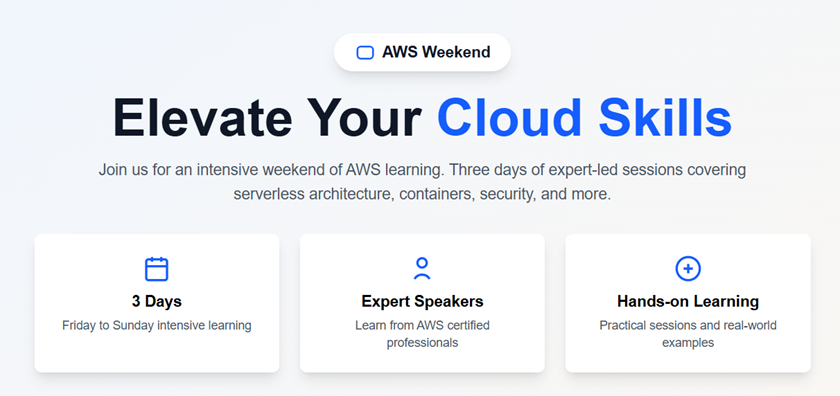 AWS Weekend
Elevate Your Cloud Skills
Join us for an intensive weekend of AWS learning. Three days of expert-led sessions covering
serverless architecture, containers, security, and more.
3 Days
Friday to Sunday intensive learning
Expert Speakers
Learn from AWS certified
professionals
Hands-on Learning
Practical sessions and real-world
examples